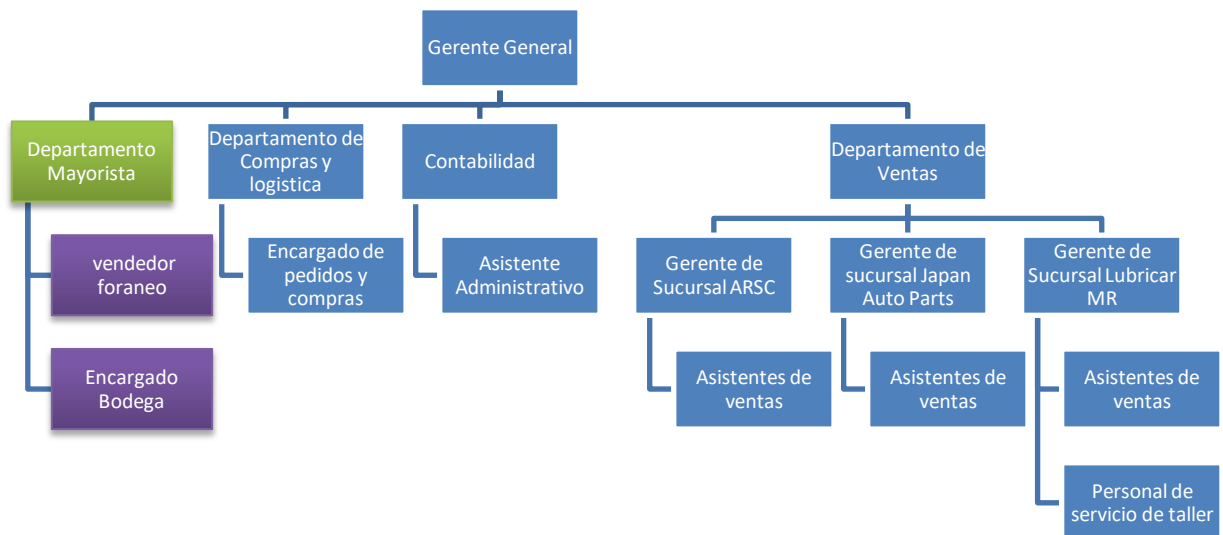 Gerente General
Departamento
Mayorista
Departamento de
Compras y
logistica
Contabilidad
Departamento de
Ventas
vendedor
foraneo
Encargado de
pedidos y
compras
Asistente
Administrativo
Gerente de
Sucursal ARSC
Gerente de
sucursal Japan
Auto Parts
Gerente de
Sucursal Lubricar
MR
Encargado
Bodega
Asistentes de
ventas
Asistentes de
ventas
Asistentes de
ventas
Personal de
servicio de taller